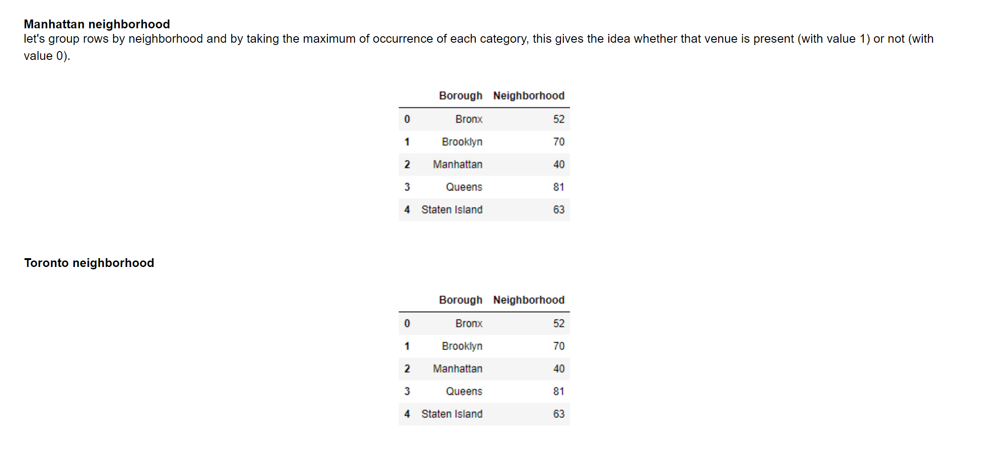 Manhattan neighborhood
let's group rows by neighborhood and by taking the maximum of occurrence of each category, this gives the idea whether that venue is present (with value 1) or not (with
value 0).
Borough Neighborhood
0 Bronx 52
1 Brooklyn 70
2 Manhattan 40
3 Queens 81
4 Staten Island 63
Toronto neighborhood
Borough Neighborhood
0 Bronx 52
1 Brooklyn 70
2 Manhattan 40
3 Queens 81
4 Staten Island 63